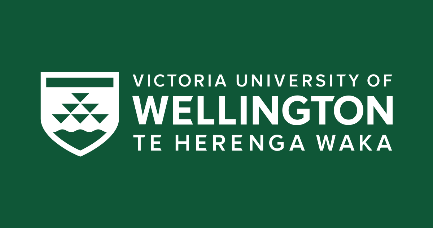 VICTORIA UNIVERSITY OF
WELLINGTON
TE HERENGA WAKA